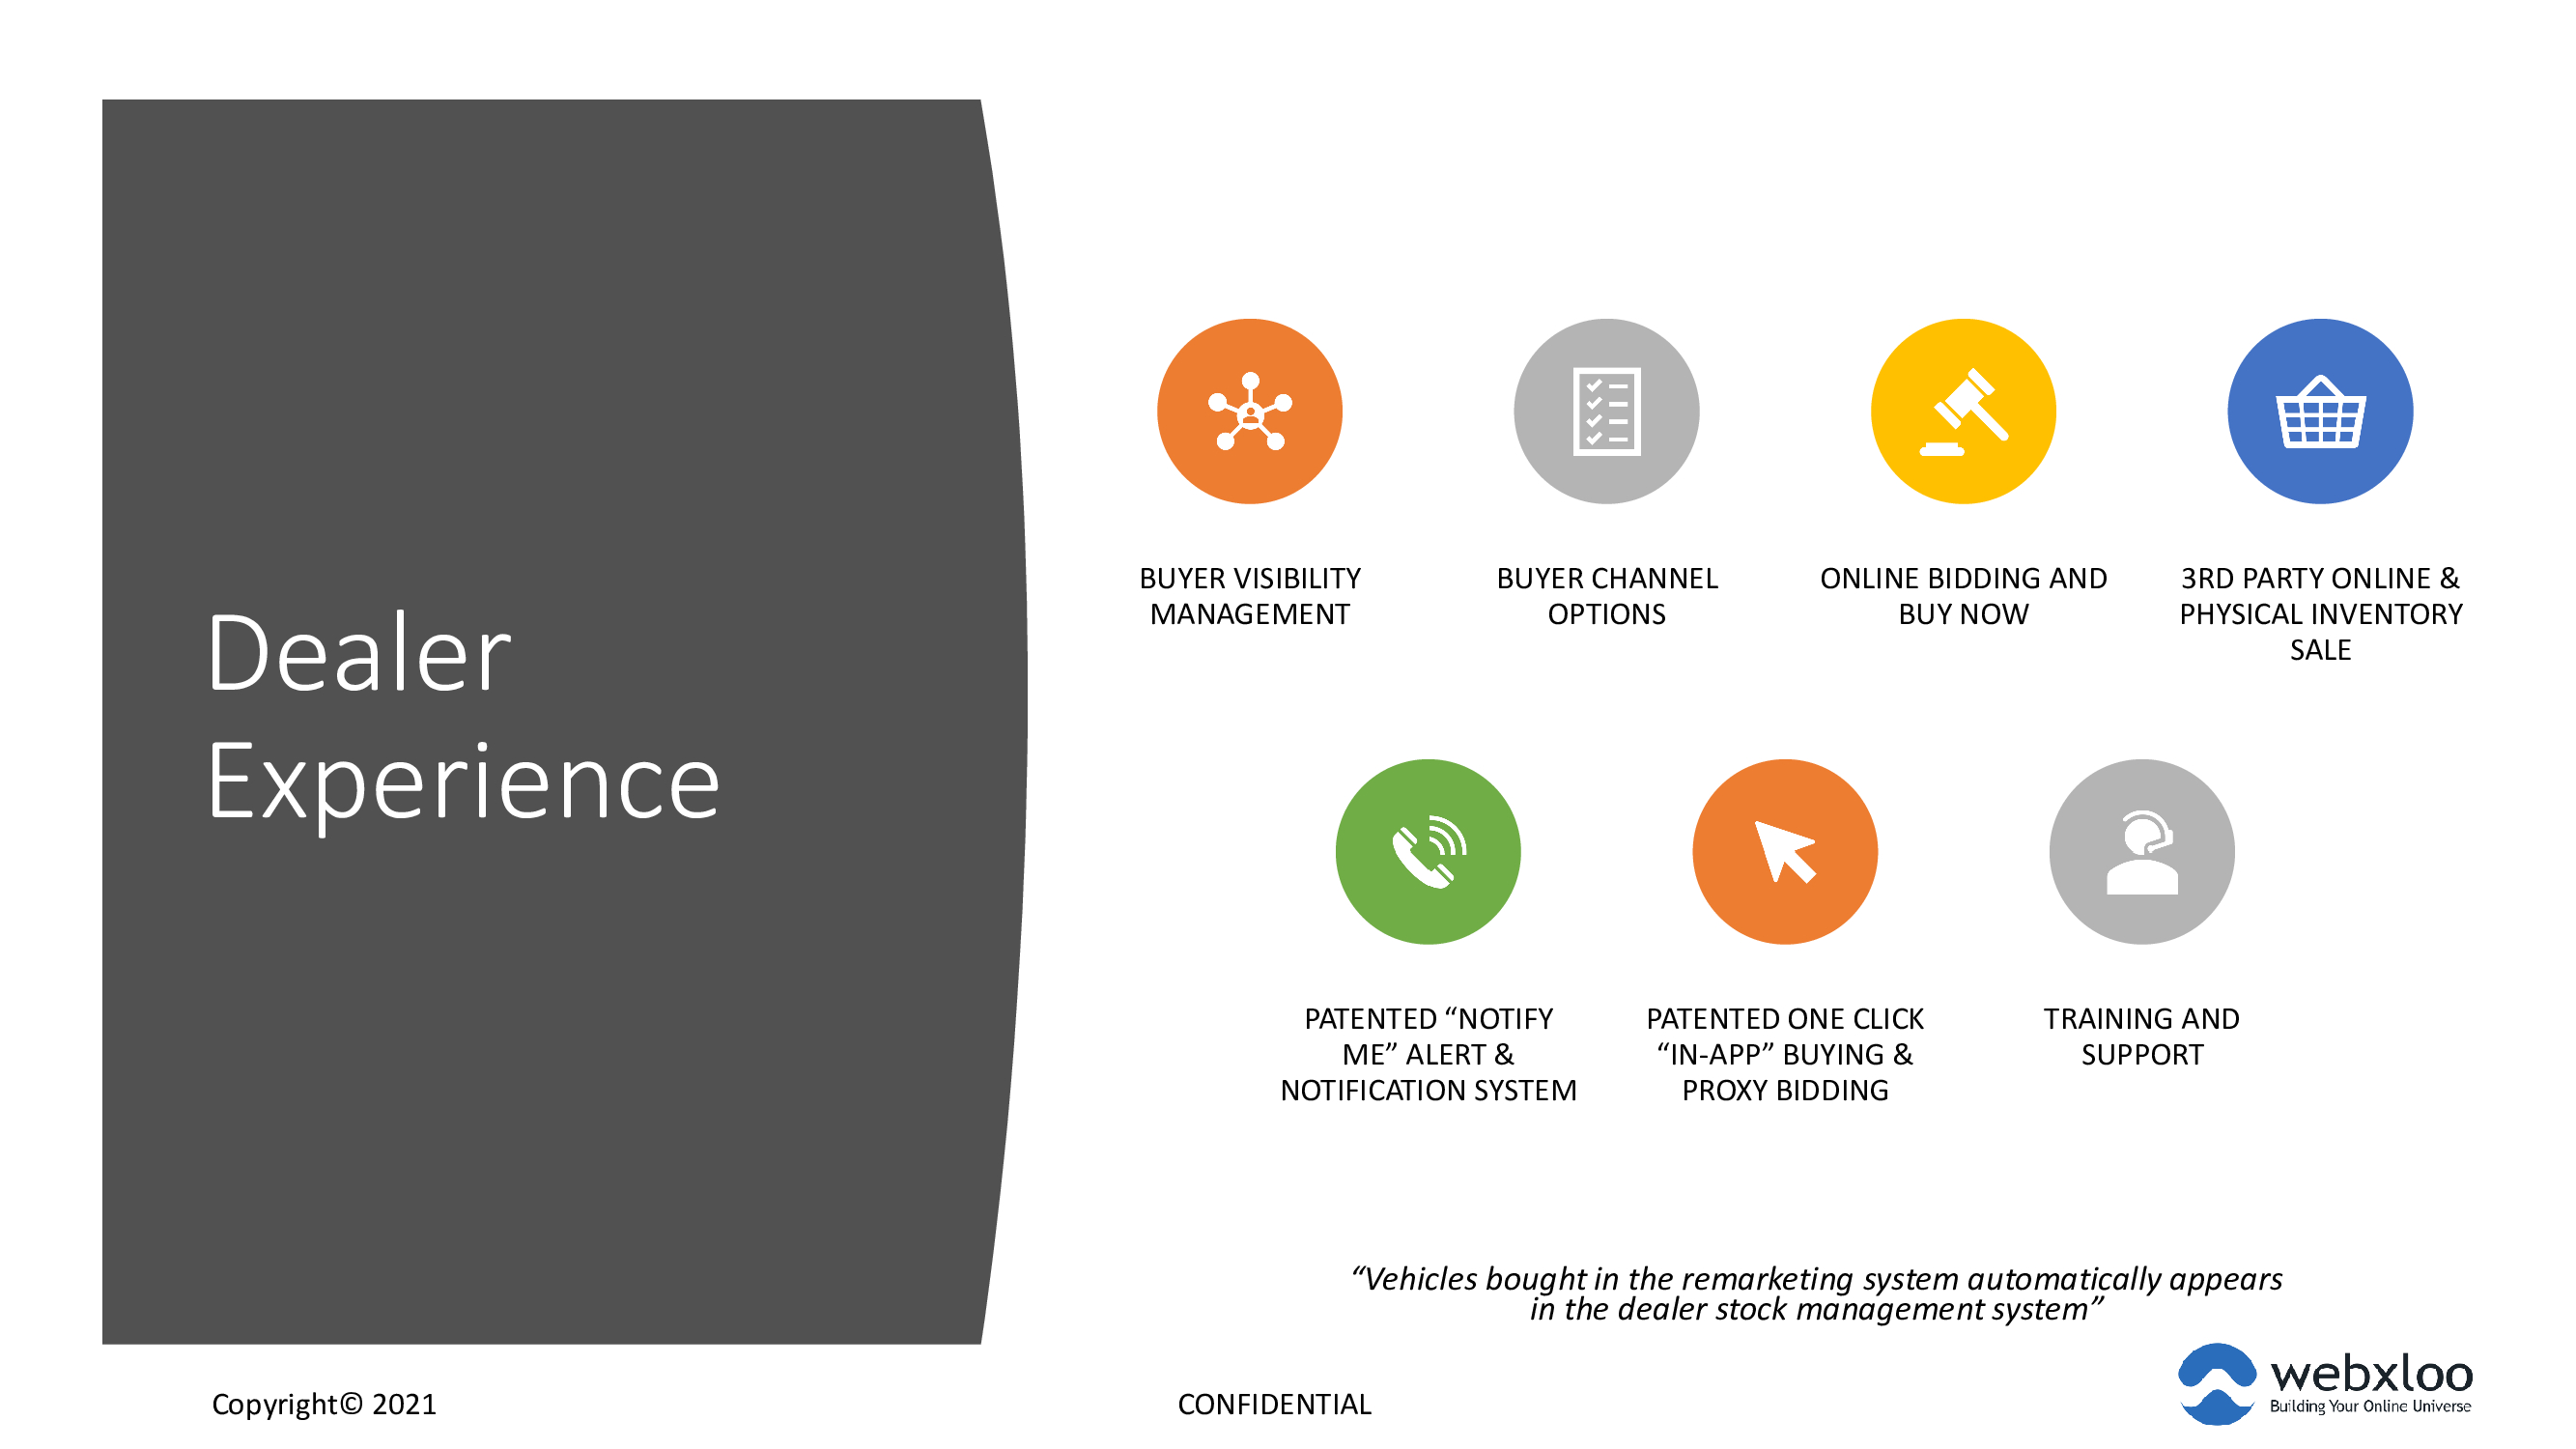 Dealer
Experience
BUYER VISIBILITY
MANAGEMENT
BUYER CHANNEL
OPTIONS
ONLINE BIDDING AND
BUY NOW
3RD PARTY ONLINE &
PHYSICAL INVENTORY
SALE
PATENTED “NOTIFY
ME” ALERT &
NOTIFICATION SYSTEM
PATENTED ONE CLICK
“IN-APP” BUYING &
PROXY BIDDING
TRAINING AND
SUPPORT
“Vehicles bought in the remarketing system automatically appears
in the dealer stock management system”
Copyright© 2021
CONFIDENTIAL
webxloo
Building Your Online Universe